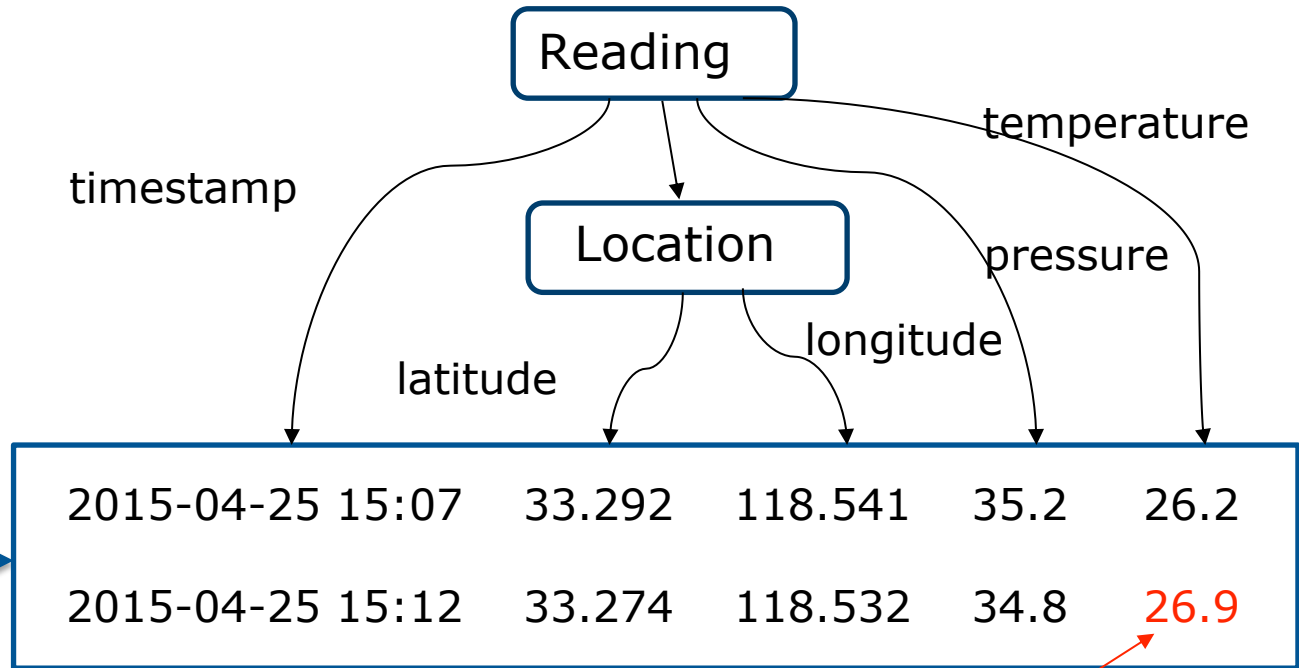 Reading
temperature
timestamp
Location
pressure
longitude
latitude
2015-04-25 15:07 33.292 118.541 35.2 26.2
2015-04-25 15:12 33.274 118.532 34.8 26.9